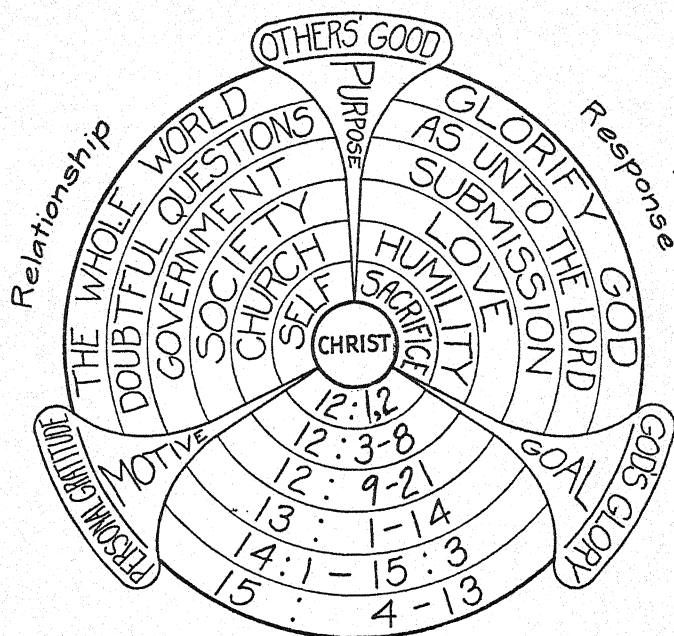 OTHERS' GOOD
PURPOSE
Relationship
THE WHOLE WORLD
DOUBTFUL QUESTIONS
GOVERNMENT
SOCIETY
CHURCH
SELF
Response
GLORIFY GOD
AS UNTO THE LORD
SUBMISSION
LOVE
HUMILITY
SACRIFICE
CHRIST
12:1,2
12:3-8
12:9-21
13:1-14
14:1-15:3
15:4-13
MOTIVE
PERSONAL GRATITUDE
GOAL
GOD'S GLORY